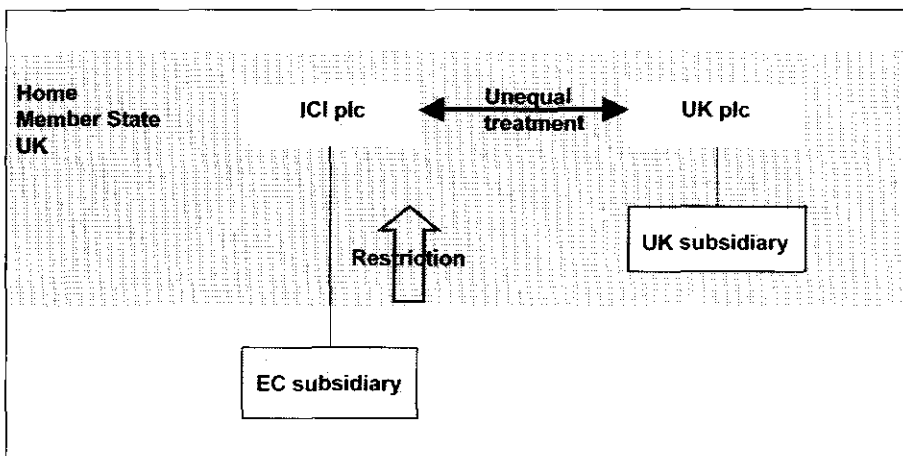 Home
Member State
UK
ICI plc
Unequal
treatment
UK plc
Restriction
UK subsidiary
EC subsidiary